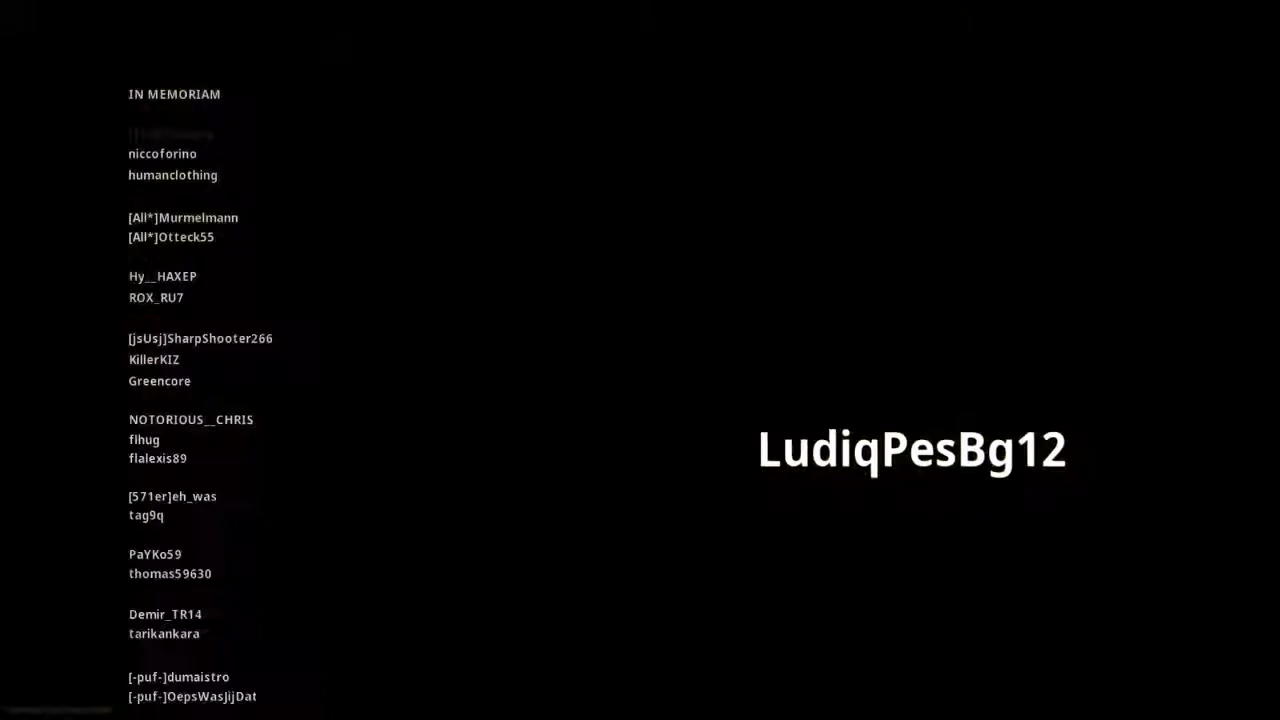 IN MEMORIAM
niccoforino
humanclothing
[All*]Murmelmann
[All*]Otteck55
Hy__HAXEP
ROX_RU7
[jsUsj]SharpShooter266
KillerKIZ
Greencore
NOTORIOUS__CHRIS
flhug
flalexis89
[571er]eh_was
tag9q
PaYKo59
thomas59630
Demir_TR14
tarikankara
[-puf-]dumaistro
[-puf-]OepsWasJijDat
LudiqPesBg12